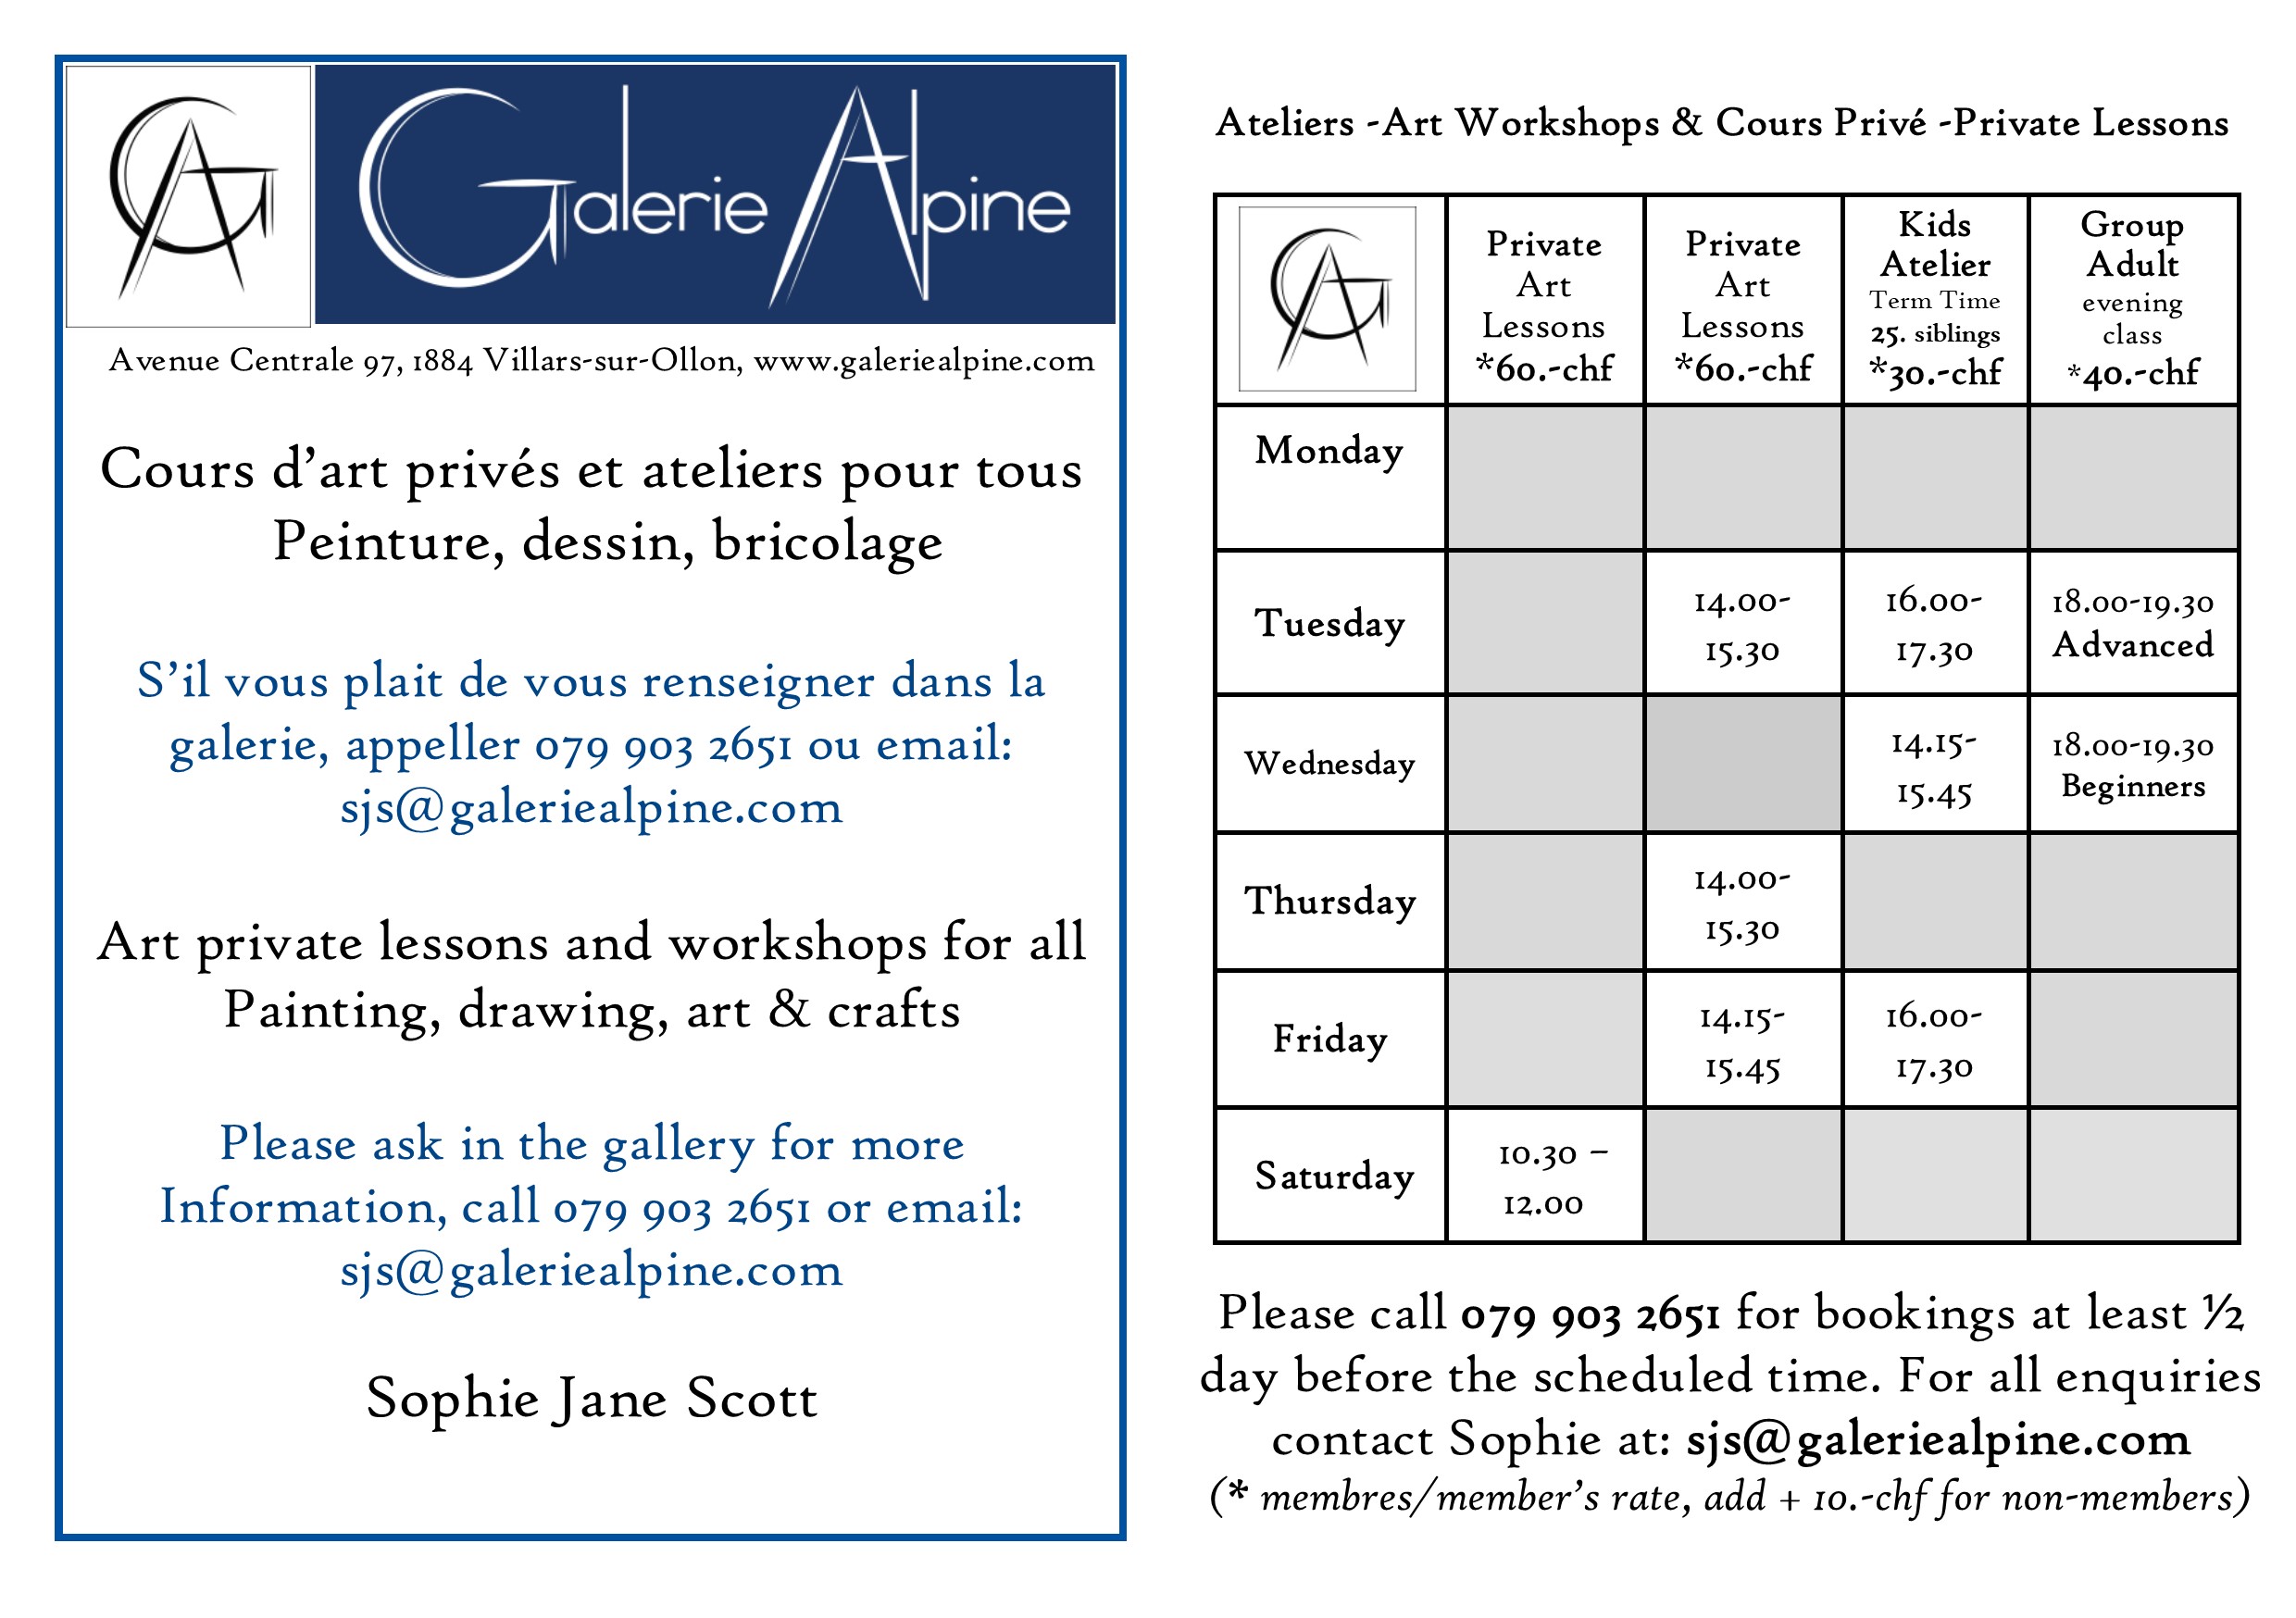 GA
Galerie Alpine
Avenue Centrale 97, 1884 Villars-sur-Ollon, www.galeriealpine.com
Cours d’art privés et ateliers pour tous
Peinture, dessin, bricolage
S’il vous plait de vous renseigner dans la
galerie, appeller 079 903 2651 ou email:
sjs@galeriealpine.com
Art private lessons and workshops for all
Painting, drawing, art & crafts
Please ask in the gallery for more
Information, call 079 903 2651 or email:
sjs@galeriealpine.com
Sophie Jane Scott
Ateliers -Art Workshops & Cours Privé -Private Lessons
GA
Private
Art
Lessons
*60.-chf
Private
Art
Lessons
*60.-chf
Kids
Atelier
Term Time
25. siblings
*30.-chf
Group
Adult
evening
class
*40.-chf
Monday
Tuesday
14.00-
15.30
16.00-
17.30
18.00-19.30
Advanced
Wednesday
14.15-
15.45
18.00-19.30
Beginners
Thursday
14.00-
15.30
Friday
14.15-
15.45
16.00-
17.30
Saturday
10.30 –
12.00
Please call 079 903 2651 for bookings at least ½
day before the scheduled time. For all enquiries
contact Sophie at: sjs@galeriealpine.com
(* membres/member’s rate, add + 10.-chf for non-members)